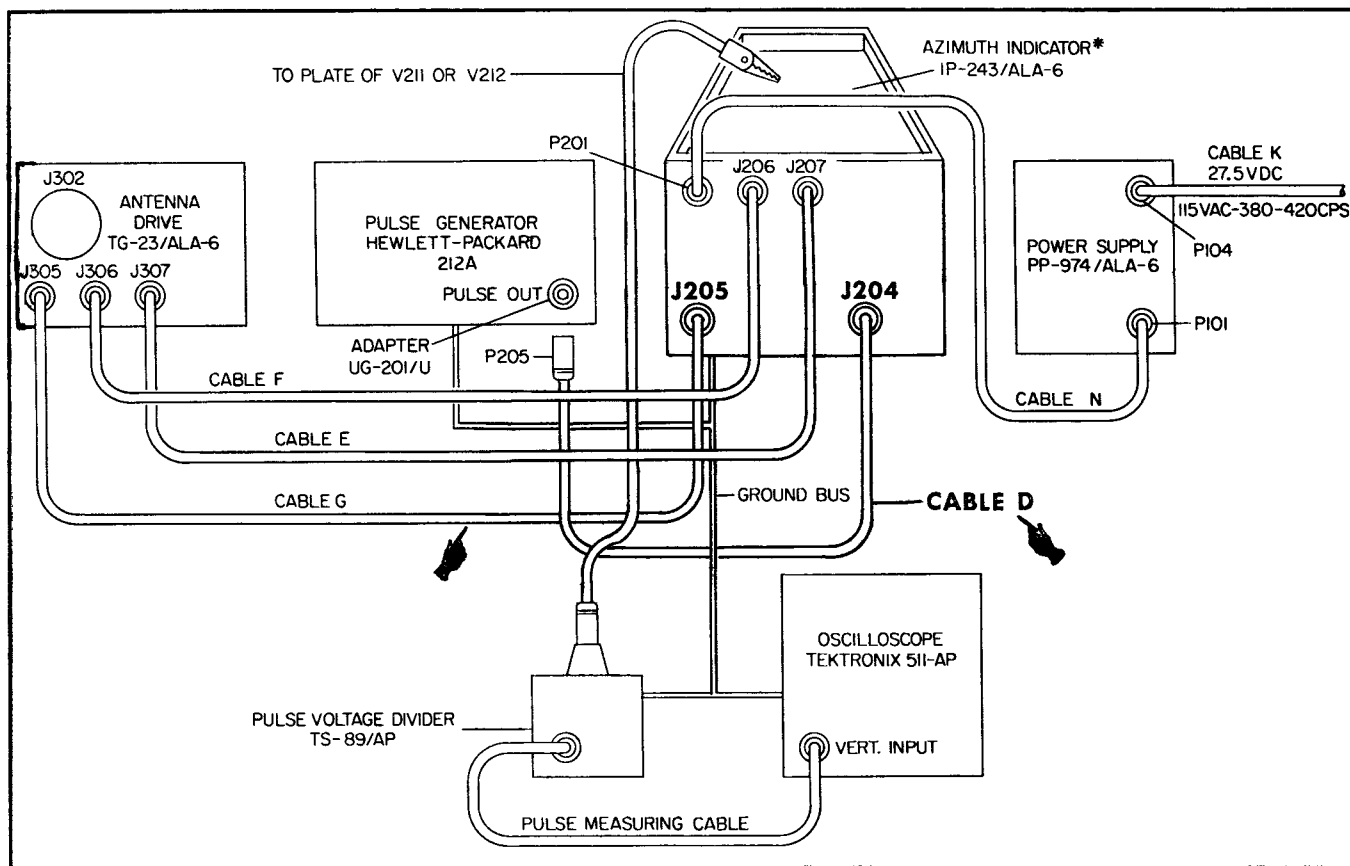 TO PLATE OF V211 OR V212
AZIMUTH INDICATOR*
IP-243/ALA-6
P201
J206
J207
CABLE K
27.5VDC
115VAC-380-420CPS
J302
ANTENNA
DRIVE
TG-23/ALA-6
J305
J306
J307
PULSE GENERATOR
HEWLETT-PACKARD
212A
PULSE OUT
J205
J204
POWER SUPPLY
PP-974/ALA-6
P104
P101
ADAPTER
UG-201/U
P205
CABLE F
CABLE N
CABLE E
CABLE G
GROUND BUS
CABLE D
OSCILLOSCOPE
TEKTRONIX 511-AP
PULSE VOLTAGE DIVIDER
TS-89/AP
VERT. INPUT
PULSE MEASURING CABLE